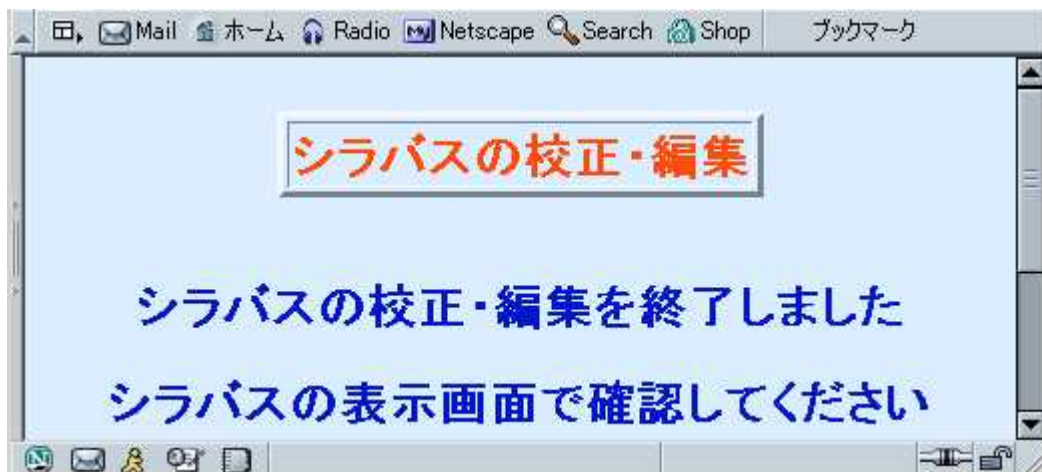 Mail ホーム Radio My Netscape Search Shop ブックマーク
シラバスの校正・編集
シラバスの校正・編集を終了しました
シラバスの表示画面で確認してください